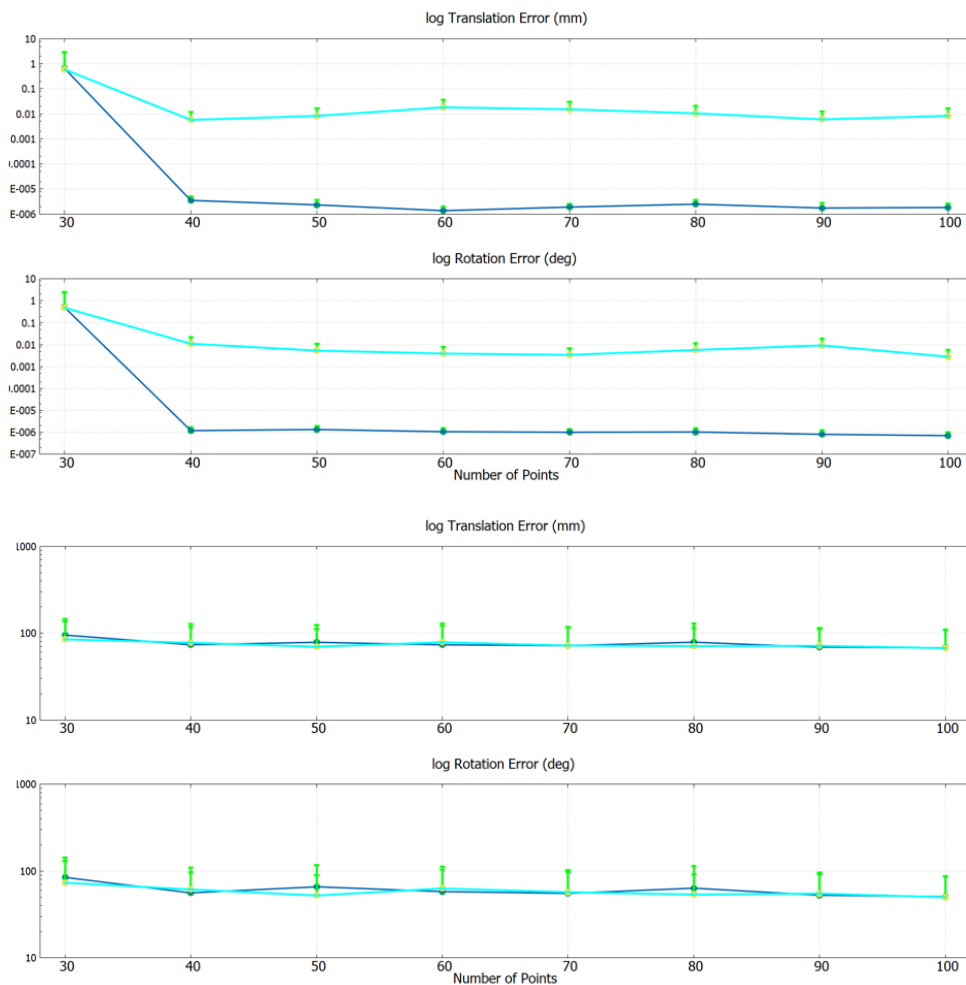 log Translation Error (mm)
10
1
0.1
0.01
0.001
0.0001
E-005
E-006
30 40 50 60 70 80 90 100
log Rotation Error (deg)
10
1
0.1
0.01
0.001
0.0001
E-005
E-006
E-007
30 40 50 60 70 80 90 100
Number of Points
log Translation Error (mm)
1000
100
10
30 40 50 60 70 80 90 100
log Rotation Error (deg)
1000
100
10
30 40 50 60 70 80 90 100
Number of Points